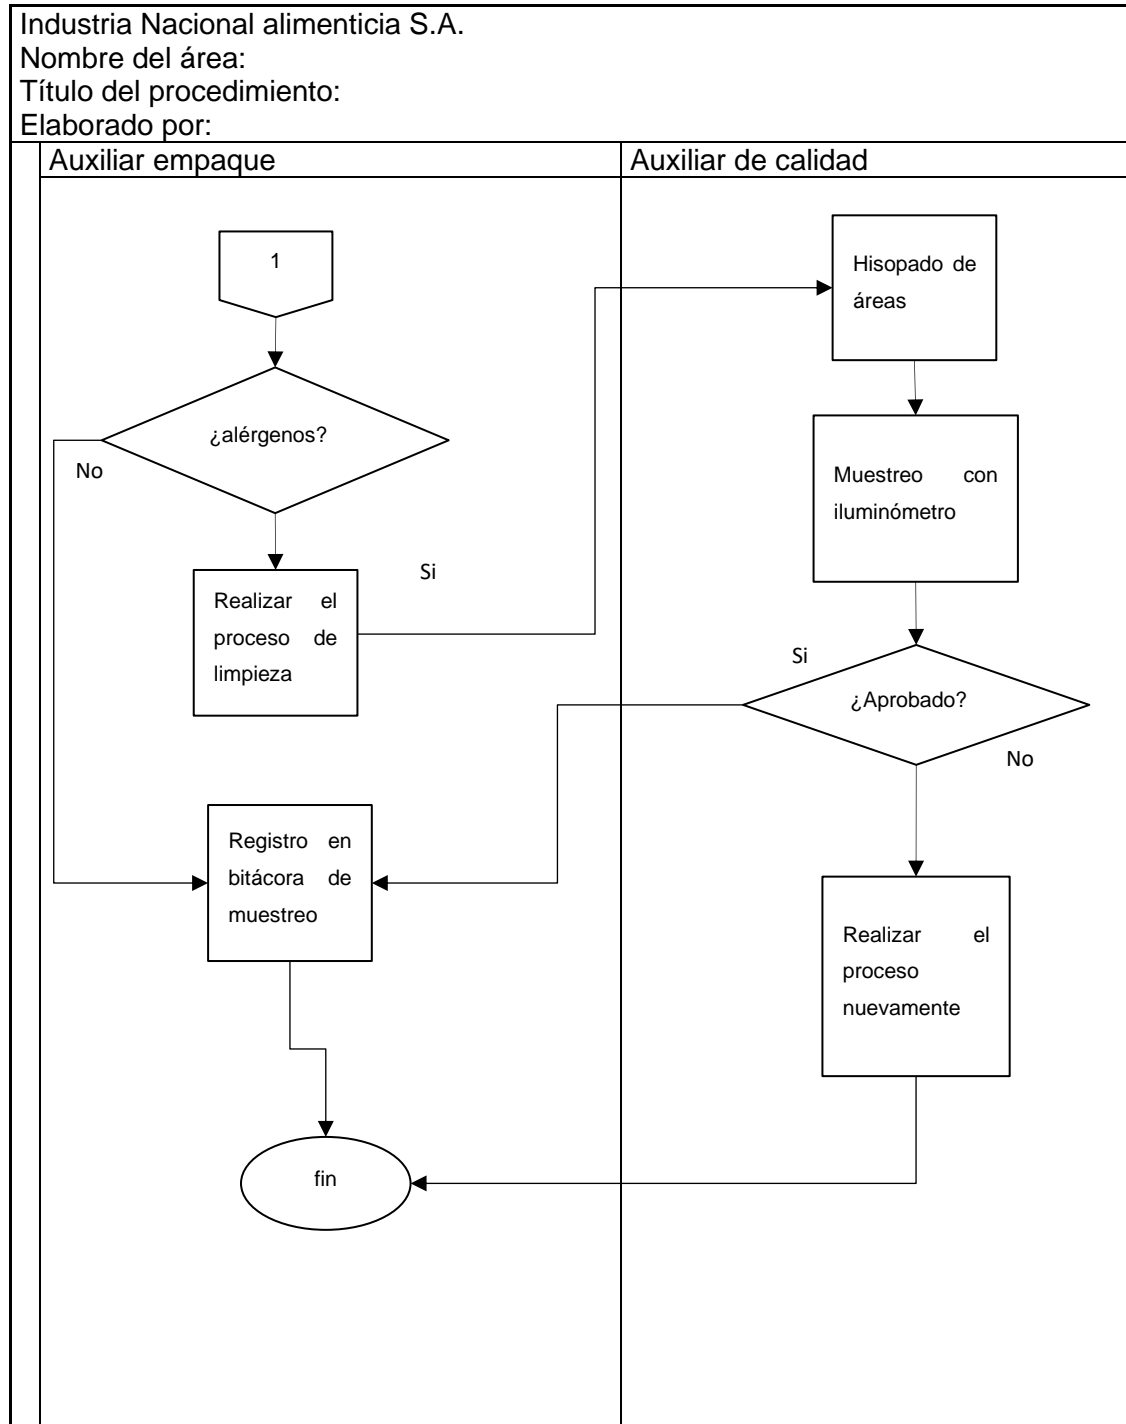 Industria Nacional alimenticia S.A.
Nombre del área:
Título del procedimiento:
Elaborado por:
Auxiliar empaque
Auxiliar de calidad
1
¿alérgenos?
No
Realizar el
proceso de
limpieza
Si
Registro en
bitácora de
muestreo
fin
Hisopado de
áreas
Muestreo con
iluminómetro
Si
¿Aprobado?
No
Realizar el
proceso
nuevamente